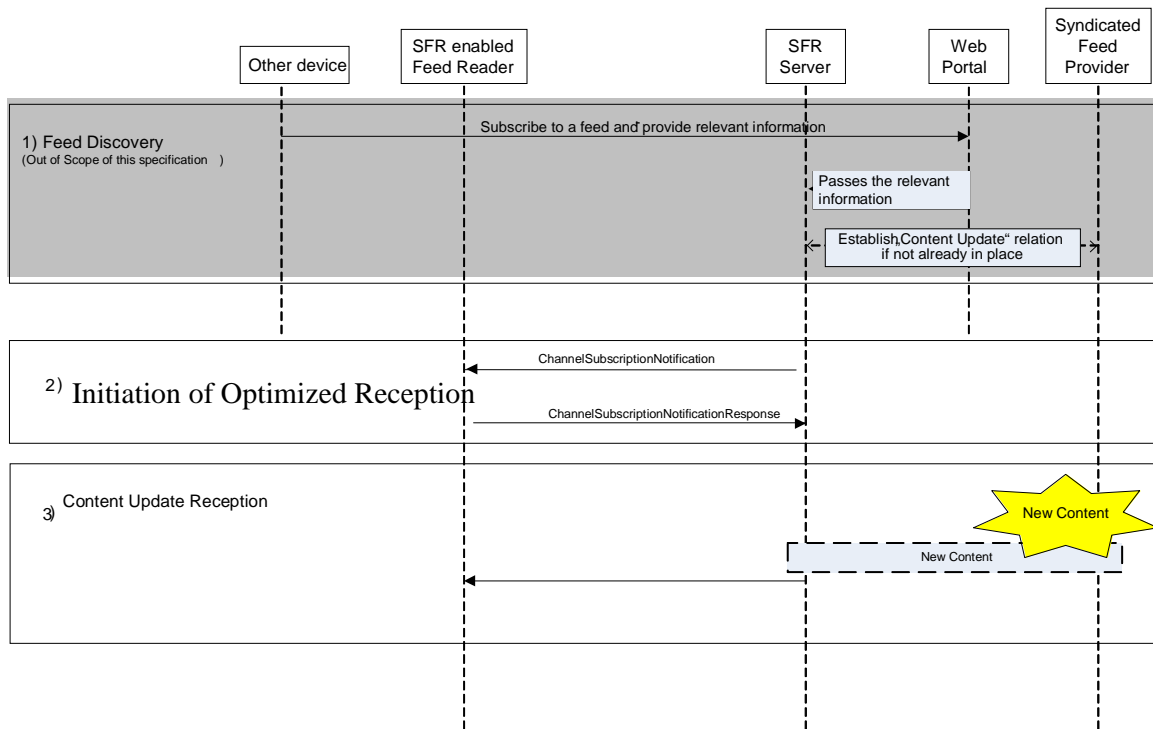 Other device
SFR enabled
Feed Reader
SFR
Server
Web
Portal
Syndicated
Feed
Provider
1) Feed Discovery
(Out of Scope of this specification )
Subscribe to a feed and provide relevant information
Passes the relevant
information
Establish „Content Update“ relation
if not already in place
2) Initiation of Optimized Reception
ChannelSubscriptionNotification
ChannelSubscriptionNotificationResponse
3) Content Update Reception
New Content
New Content